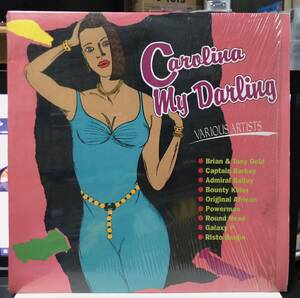 Carolina
My Darling
VARIOUS ARTISTS
Brian & Tony Gold
Captain Barkey
Admiral Bailey
Bounty Killer
Original African
Powerman
Round Head
Galaxy P
Risto Benjin